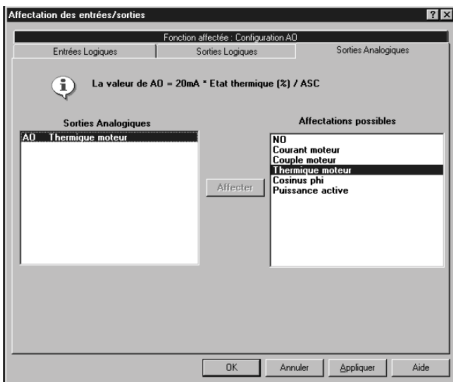 Affectation des entrées/sorties
Fonction affectée : Configuration AO
Entrées Logiques
Sorties Logiques
Sorties Analogiques
La valeur de AO = 20mA * Etat thermique (%) / ASC
Sorties Analogiques
AO Thermique moteur
Affecter
Affectations possibles
NO
Courant moteur
Couple moteur
Thermique moteur
Cosinus phi
Puissance active
OK
Annuler
Appliquer
Aide